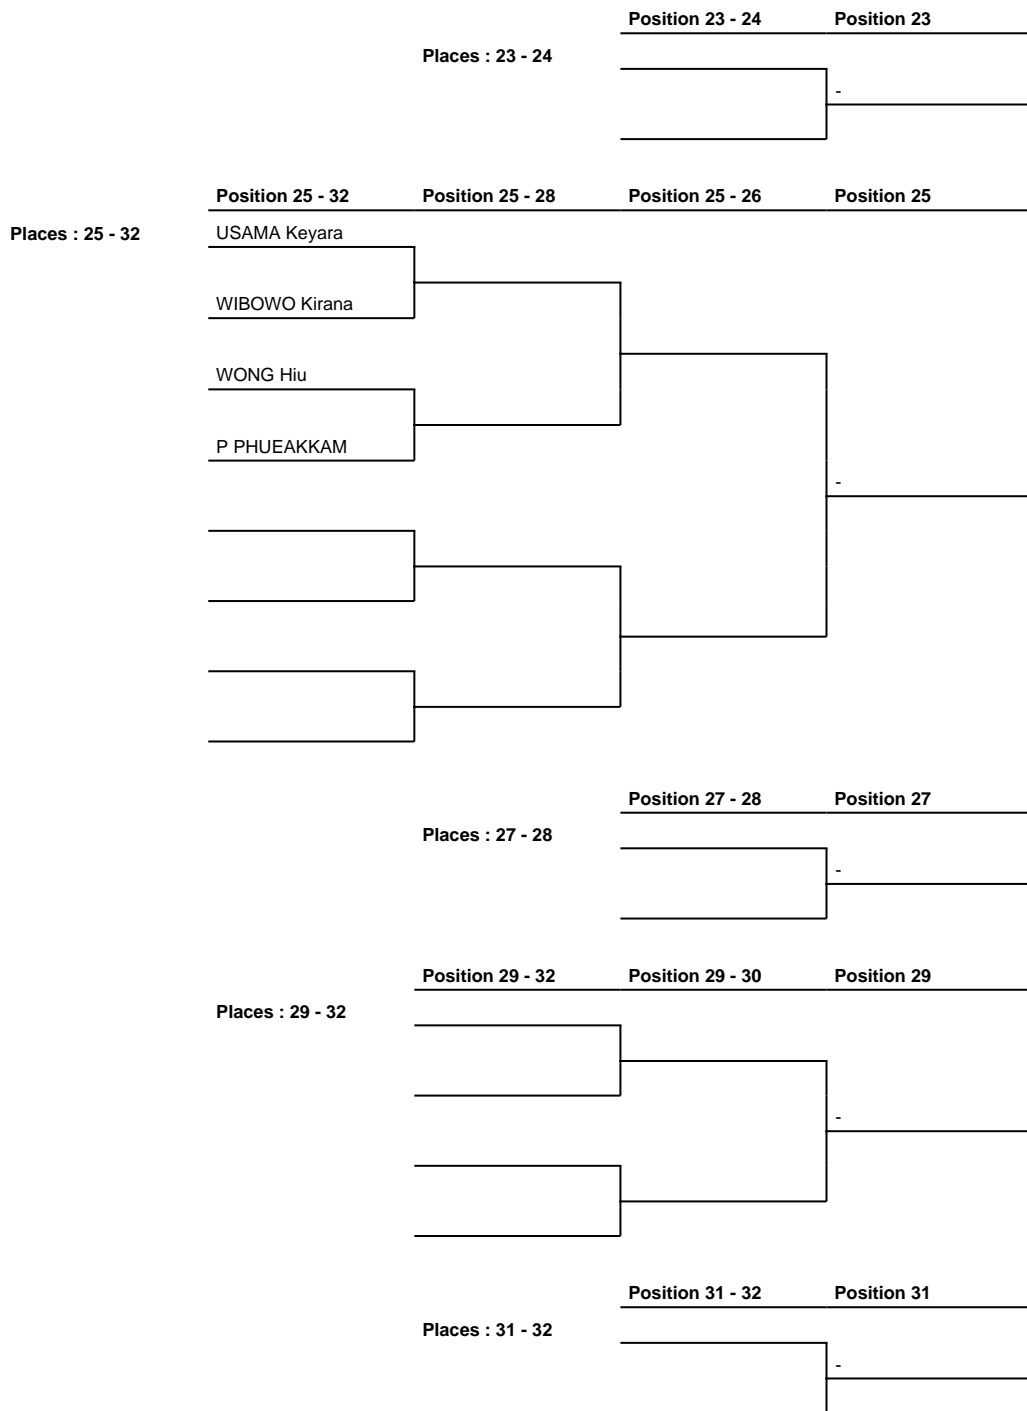 Position 23 - 24 Position 23
Places : 23 - 24
-
Position 25 - 32 Position 25 - 28 Position 25 - 26 Position 25
Places : 25 - 32 USAMA Keyara
WIBOWO Kirana
WONG Hiu
P PHUEAKKAM
-
Position 27 - 28 Position 27
Places : 27 - 28
-
Position 29 - 32 Position 29 - 30 Position 29
Places : 29 - 32
-
Position 31 - 32 Position 31
Places : 31 - 32
-